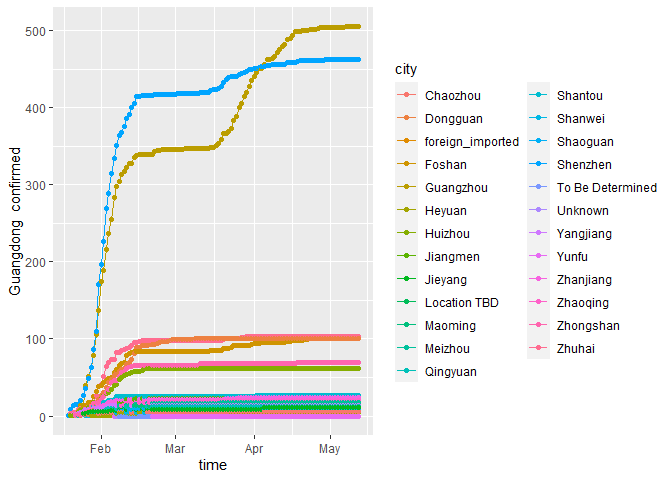 Guangdong confirmed
500
400
300
200
100
0
Feb
Mar
Apr
May
time
city
Chaozhou
Dongguan
foreign_imported
Foshan
Guangzhou
Heyuan
Huizhou
Jiangmen
Jieyang
Location TBD
Maoming
Meizhou
Qingyuan
Shantou
Shanwei
Shaoguan
Shenzhen
To Be Determined
Unknown
Yangjiang
Yunfu
Zhanjiang
Zhaoqing
Zhongshan
Zhuhai